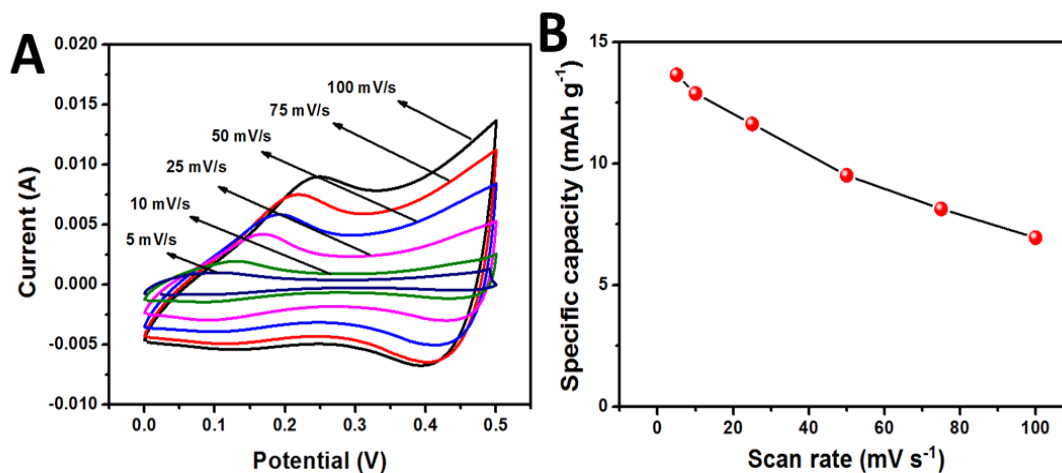 A
0.020
0.015
0.010
0.005
0.000
-0.005
-0.010
Current (A)
100 mV/s
75 mV/s
50 mV/s
25 mV/s
10 mV/s
5 mV/s
0.0 0.1 0.2 0.3 0.4 0.5
Potential (V)
B
15
10
5
0
Specific capacity (mAh g⁻¹)
0 20 40 60 80 100
Scan rate (mV s⁻¹)